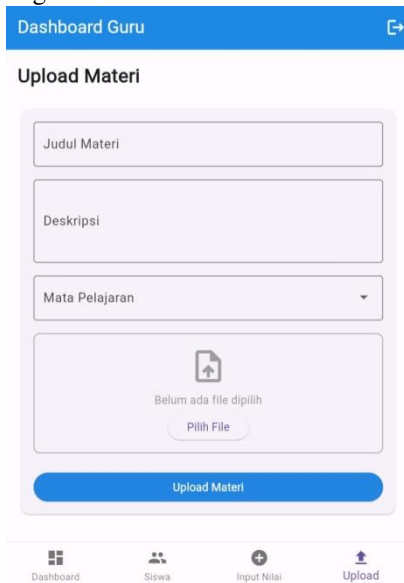 Dashboard Guru
Upload Materi
Judul Materi
Deskripsi
Mata Pelajaran
Belum ada file dipilih
Pilih File
Upload Materi
Dashboard Siswa Input Nilai Upload